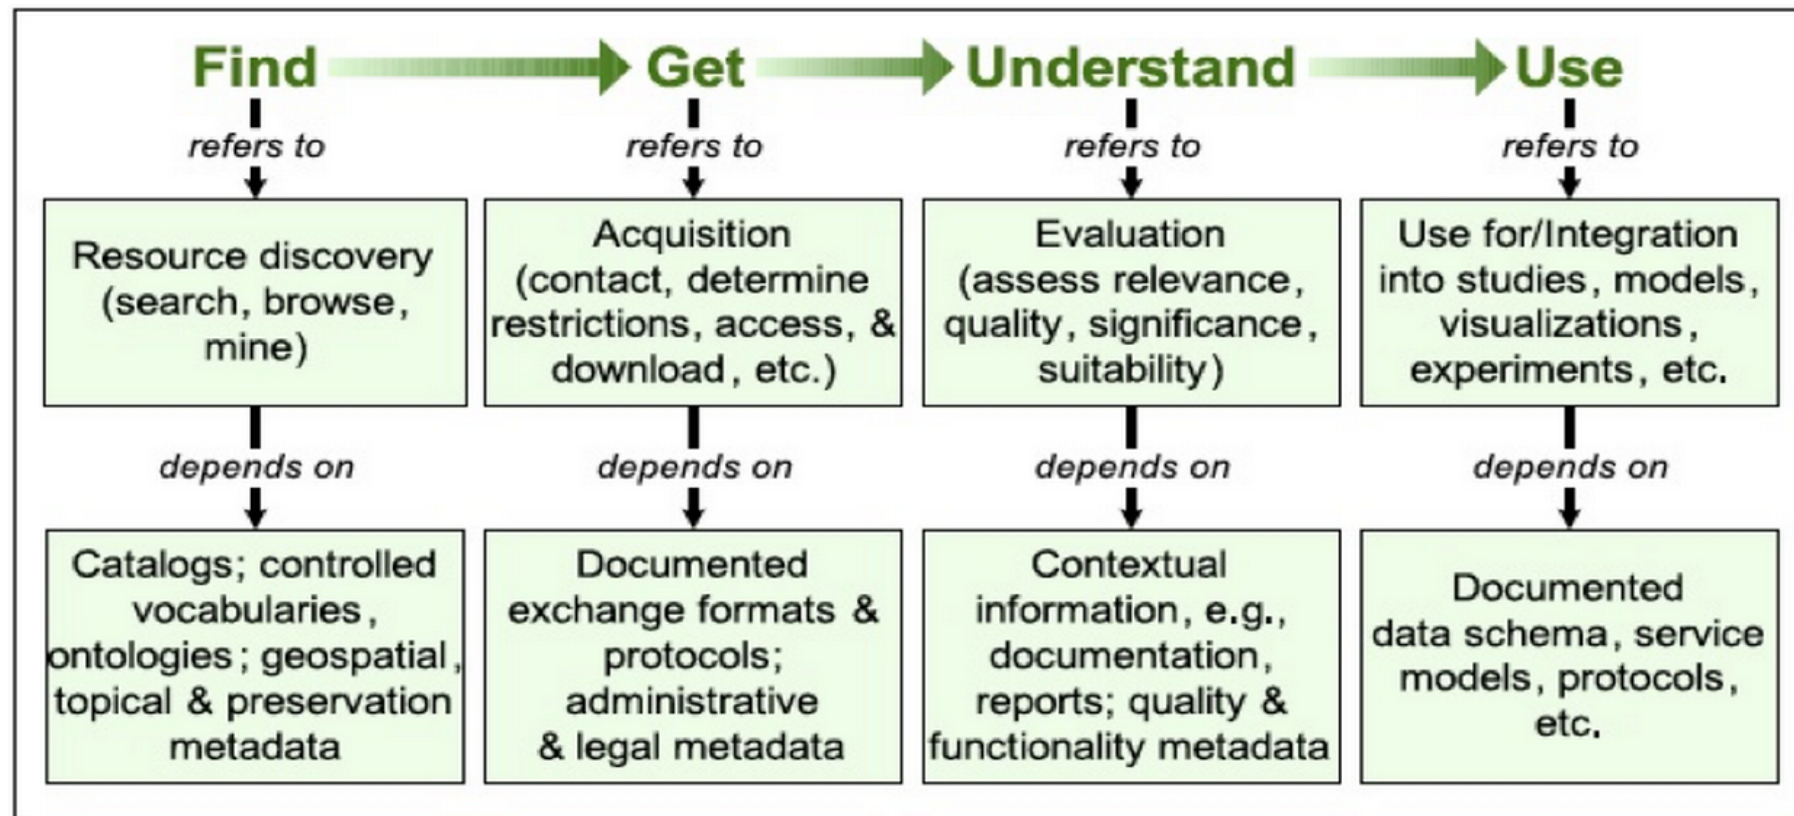 Find Get Understand Use
refers to refers to refers to refers to
Resource discovery
(search, browse,
mine)
Acquisition
(contact, determine
restrictions, access, &
download, etc.)
Evaluation
(assess relevance,
quality, significance,
suitability)
Use for/Integration
into studies, models,
visualizations,
experiments, etc.
depends on depends on depends on depends on
Catalogs; controlled
vocabularies,
ontologies; geospatial,
topical & preservation
metadata
Documented
exchange formats &
protocols;
administrative
& legal metadata
Contextual
information, e.g.,
documentation,
reports; quality &
functionality metadata
Documented
data schema, service
models, protocols,
etc.